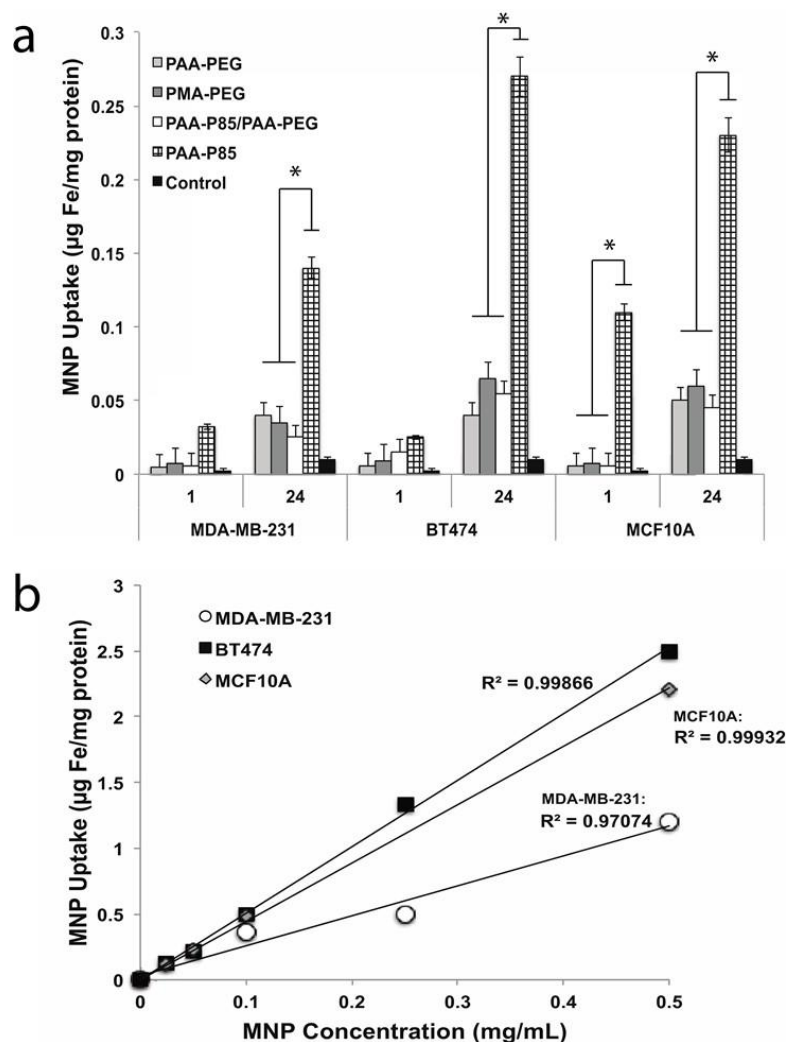 a
MNP Uptake (µg Fe/mg protein)
0.3
0.25
0.2
0.15
0.1
0.05
0
PAA-PEG
PMA-PEG
PAA-P85/PAA-PEG
PAA-P85
Control
*
*
*
*
1 24 1 24 1 24
MDA-MB-231 BT474 MCF10A
b
MNP Uptake (µg Fe/mg protein)
3
2.5
2
1.5
1
0.5
0
MDA-MB-231
BT474
MCF10A
R² = 0.99866
MCF10A:
R² = 0.99932
MDA-MB-231:
R² = 0.97074
0 0.1 0.2 0.3 0.4 0.5
MNP Concentration (mg/mL)